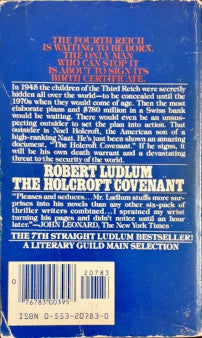 THE FOURTH REICH
IS WAITING TO BE BORN.
THE ONLY MAN
WHO CAN STOP IT
IS ABOUT TO SIGN ITS
BIRTH CERTIFICATE.
In 1945 the children of the Third Reich were secretly
hidden all over the world—to be concealed until the
1970s when they would come of age. Then the most
elaborate plans and $780 million in a Swiss bank
would be waiting. There would even be an unsus-
pecting outsider to set the plan into action. That
outsider is Noel Holcroft, the American son of a
high-ranking Nazi. He's just been shown an amazing
document, "The Holcroft Covenant." If he signs, it
will be his own death warrant and a devastating
threat to the security of the world.
ROBERT LUDLUM
THE HOLCROFT COVENANT
"Pleases and seduces...Mr. Ludlum stuffs more sur-
prises into his novels than any other six-pack of
thriller writers combined...I sprained my wrist
turning his pages and didn't notice until an hour
later."—JOHN LEONARD, The New York Times
THE 7TH STRAIGHT LUDLUM BESTSELLER!
A LITERARY GUILD MAIN SELECTION
20783
0
76783 00395
ISBN 0-553-20783-0